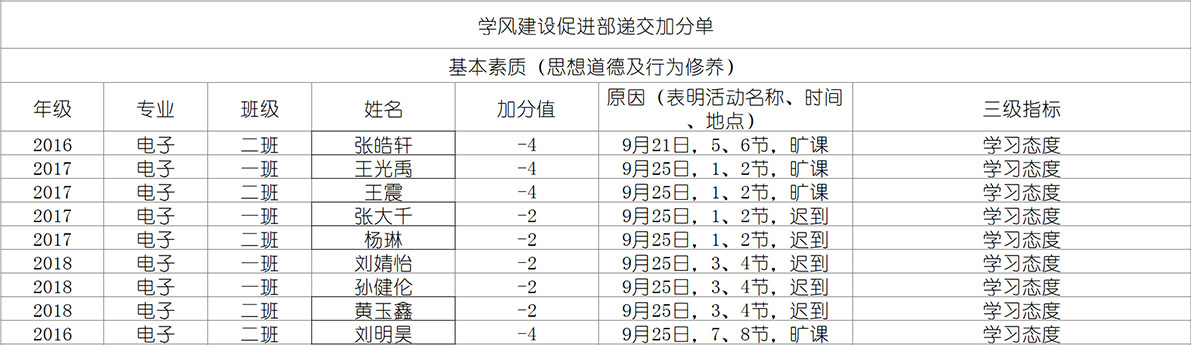 学风建设促进部递交加分单
基本素质（思想道德及行为修养）
年级 专业 班级 姓名 加分值 原因（表明活动名称、时间、地点） 三级指标
2016 电子 二班 张皓轩 -4 9月21日，5、6节，旷课 学习态度
2017 电子 一班 王光禹 -4 9月25日，1、2节，旷课 学习态度
2017 电子 二班 王震 -4 9月25日，1、2节，旷课 学习态度
2017 电子 一班 张大千 -2 9月25日，1、2节，迟到 学习态度
2017 电子 二班 杨琳 -2 9月25日，1、2节，迟到 学习态度
2018 电子 一班 刘婧怡 -2 9月25日，3、4节，迟到 学习态度
2018 电子 一班 孙健伦 -2 9月25日，3、4节，迟到 学习态度
2018 电子 二班 黄玉鑫 -2 9月25日，3、4节，迟到 学习态度
2016 电子 二班 刘明昊 -4 9月25日，7、8节，旷课 学习态度